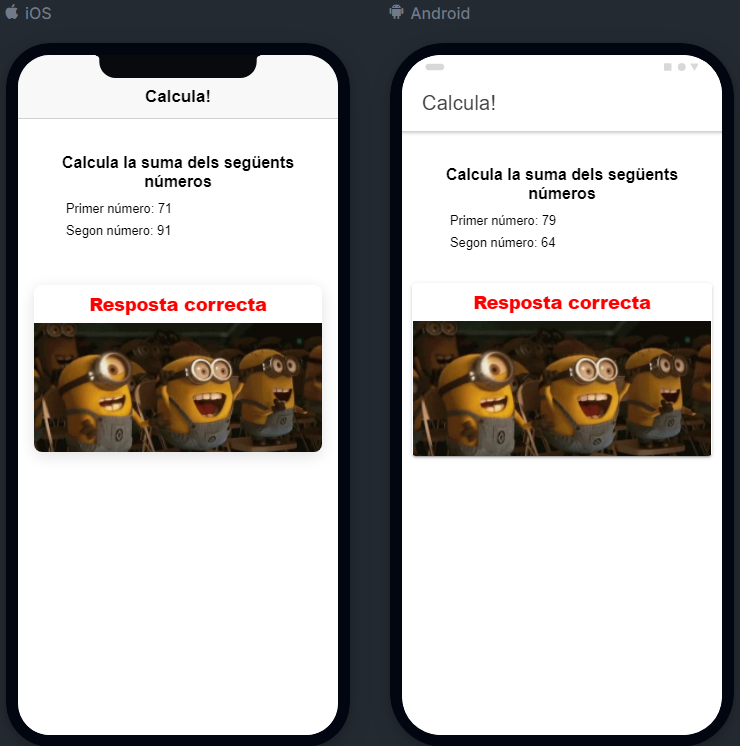 iOS
Calcula!
Calcula la suma dels següents
números
Primer número: 71
Segon número: 91
Resposta correcta
Android
Calcula!
Calcula la suma dels següents
números
Primer número: 79
Segon número: 64
Resposta correcta